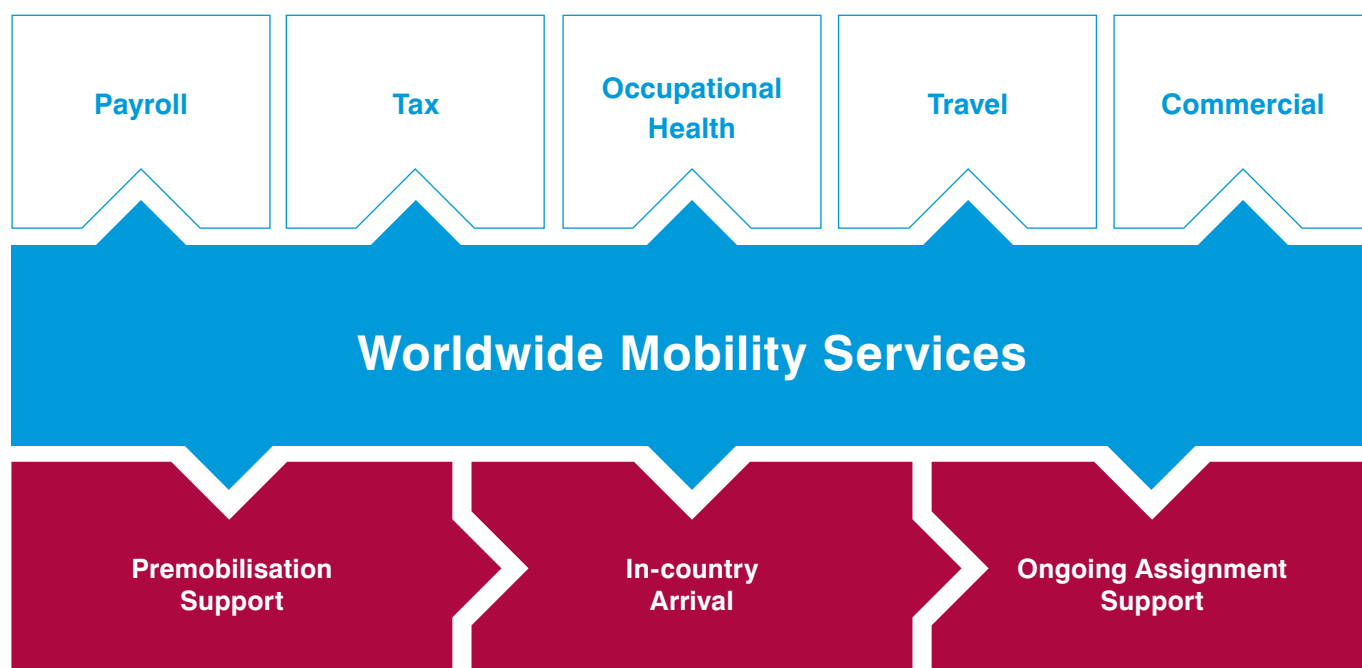 Payroll
Tax
Occupational
Health
Travel
Commercial
Worldwide Mobility Services
Premobilisation
Support
In-country
Arrival
Ongoing Assignment
Support